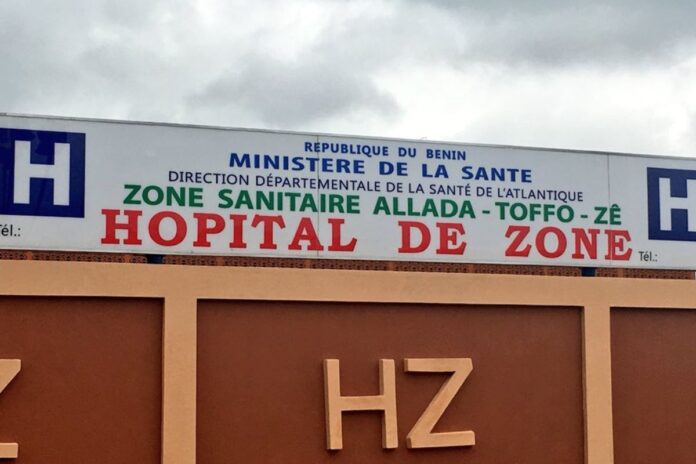 H
Tél.:
REPUBLIQUE DU BENIN
MINISTERE DE LA SANTE
DIRECTION DÉPARTEMENTALE DE LA SANTÉ DE L'ATLANTIQUE
ZONE SANITAIRE ALLADA - TOFFO - ZÊ
HOPITAL DE ZONE
H
Tél.:
Z
HZ